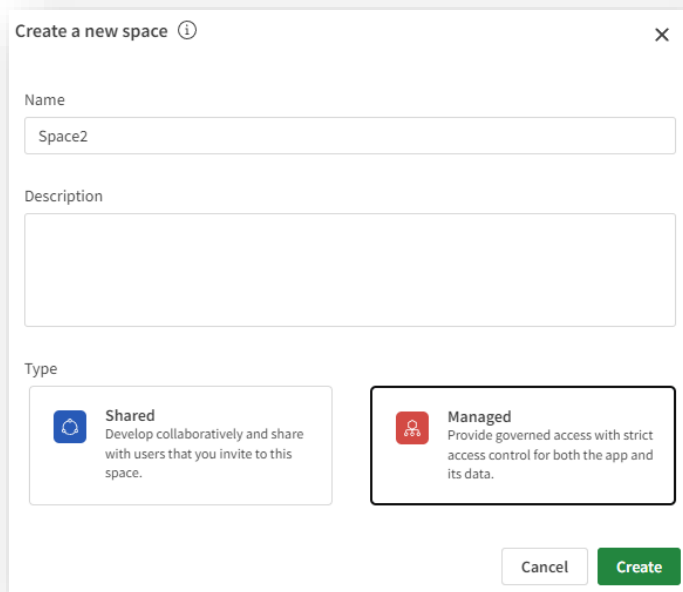 Create a new space
Name
Space2
Description
Type
Shared
Develop collaboratively and share
with users that you invite to this
space.
Managed
Provide governed access with strict
access control for both the app and
its data.
Cancel
Create